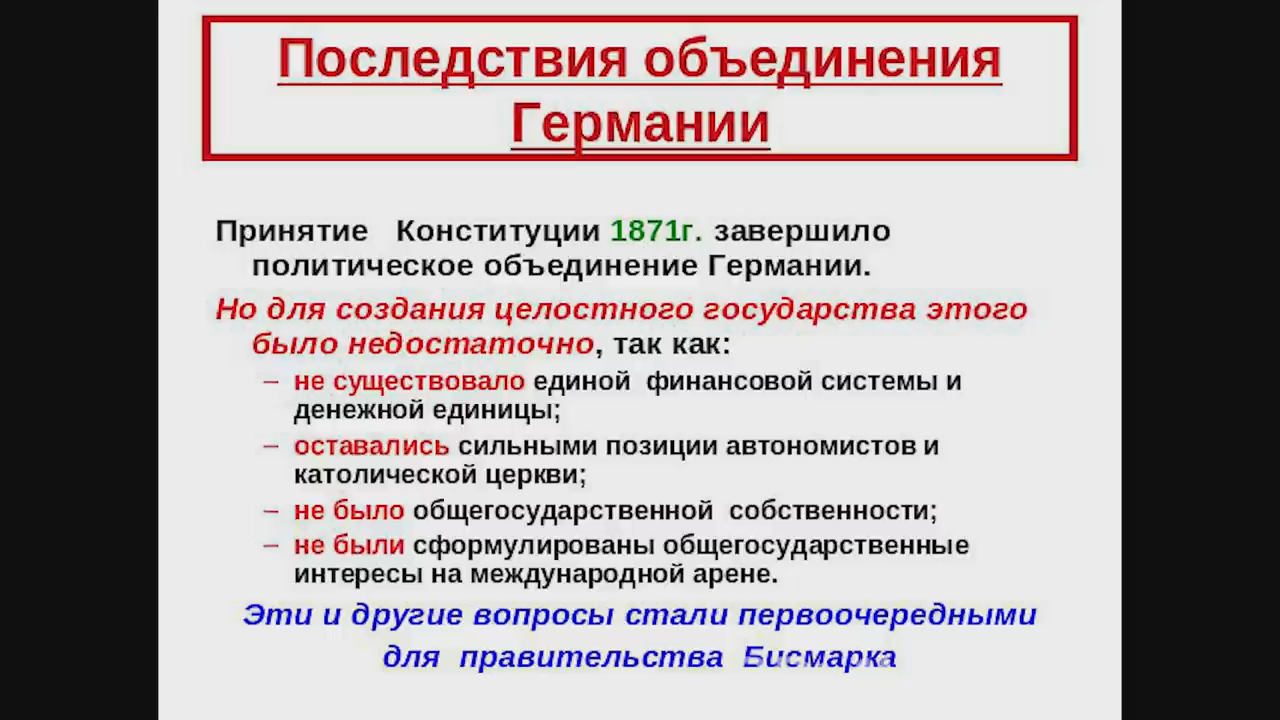 Последствия объединения
Германии
Принятие Конституции 1871г. завершило
политическое объединение Германии.
Но для создания целостного государства этого
было недостаточно, так как:
– не существовало единой финансовой системы и
денежной единицы;
– оставались сильными позиции автономистов и
католической церкви;
– не было общегосударственной собственности;
– не были сформулированы общегосударственные
интересы на международной арене.
Эти и другие вопросы стали первоочередными
для правительства Бисмарка